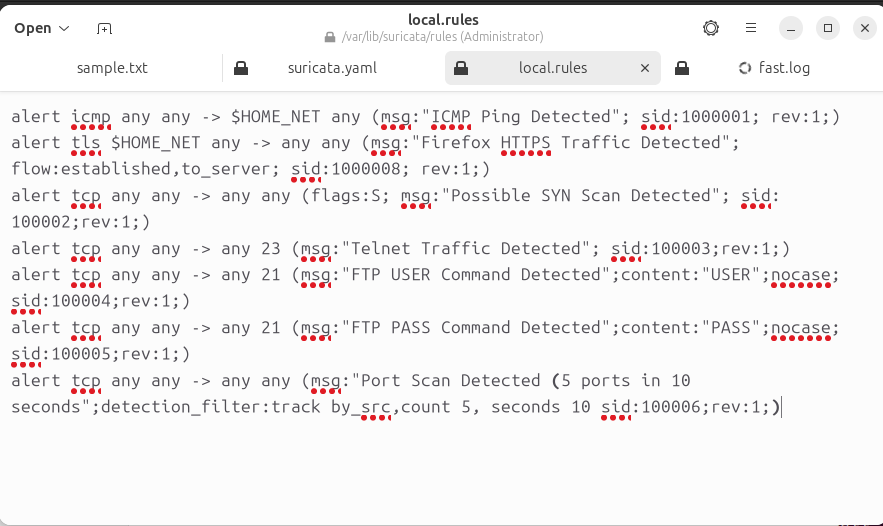 Open
local.rules
/var/lib/suricata/rules (Administrator)
sample.txt
suricata.yaml
local.rules
fast.log
alert icmp any any -> $HOME_NET any (msg:"ICMP Ping Detected"; sid:1000001; rev:1;)
alert tls $HOME_NET any -> any any (msg:"Firefox HTTPS Traffic Detected";
flow:established,to_server; sid:1000008; rev:1;)
alert tcp any any -> any any (flags:S; msg:"Possible SYN Scan Detected"; sid:
100002;rev:1;)
alert tcp any any -> any 23 (msg:"Telnet Traffic Detected"; sid:100003;rev:1;)
alert tcp any any -> any 21 (msg:"FTP USER Command Detected";content:"USER";nocase;
sid:100004;rev:1;)
alert tcp any any -> any 21 (msg:"FTP PASS Command Detected";content:"PASS";nocase;
sid:100005;rev:1;)
alert tcp any any -> any any (msg:"Port Scan Detected (5 ports in 10
seconds";detection_filter:track by_src,count 5, seconds 10 sid:100006;rev:1;)